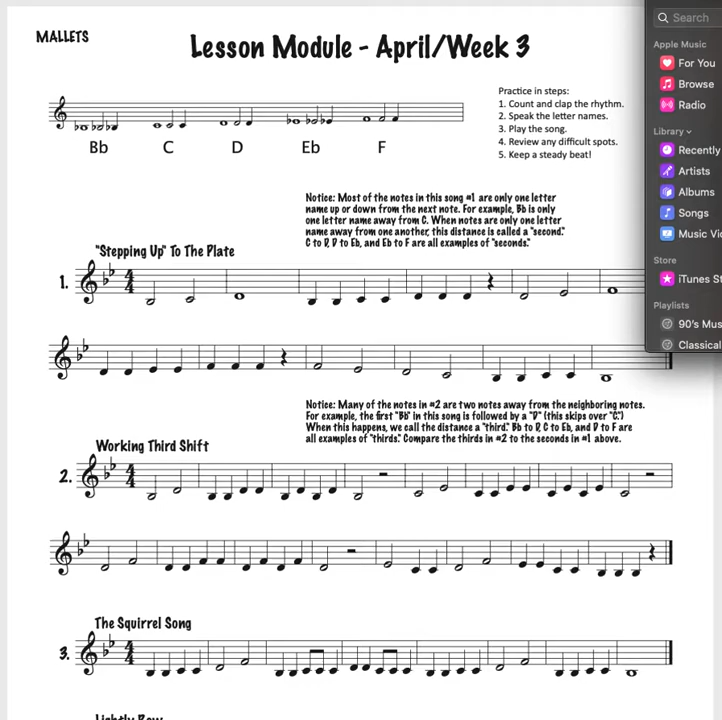 MALLETS
Lesson Module - April/Week 3
Bb C D Eb F
Practice in steps:
1. Count and clap the rhythm.
2. Speak the letter names.
3. Play the song.
4. Review any difficult spots.
5. Keep a steady beat!
Notice: Most of the notes in this song #1 are only one letter
name up or down from the next note. For example, Bb is only
one letter name away from C. When notes are only one letter
name away from one another, this distance is called a "second."
C to D, D to Eb, and Eb to F are all examples of "seconds."
"Stepping Up" To The Plate
1.
4
4
Notice: Many of the notes in #2 are two notes away from the neighboring notes.
For example, the first "Bb" in this song is followed by a "D" (this skips over "C.")
When this happens, we call the distance a "third." Bb to D, C to Eb, and D to F are
all examples of "thirds." Compare the thirds in #2 to the seconds in #1 above.
Working Third Shift
2.
4
4
The Squirrel Song
3.
4
4
Search
Apple Music
For You
Browse
Radio
Library
Recently
Artists
Albums
Songs
Music Vi
Store
iTunes St
Playlists
90's Mus
Classical